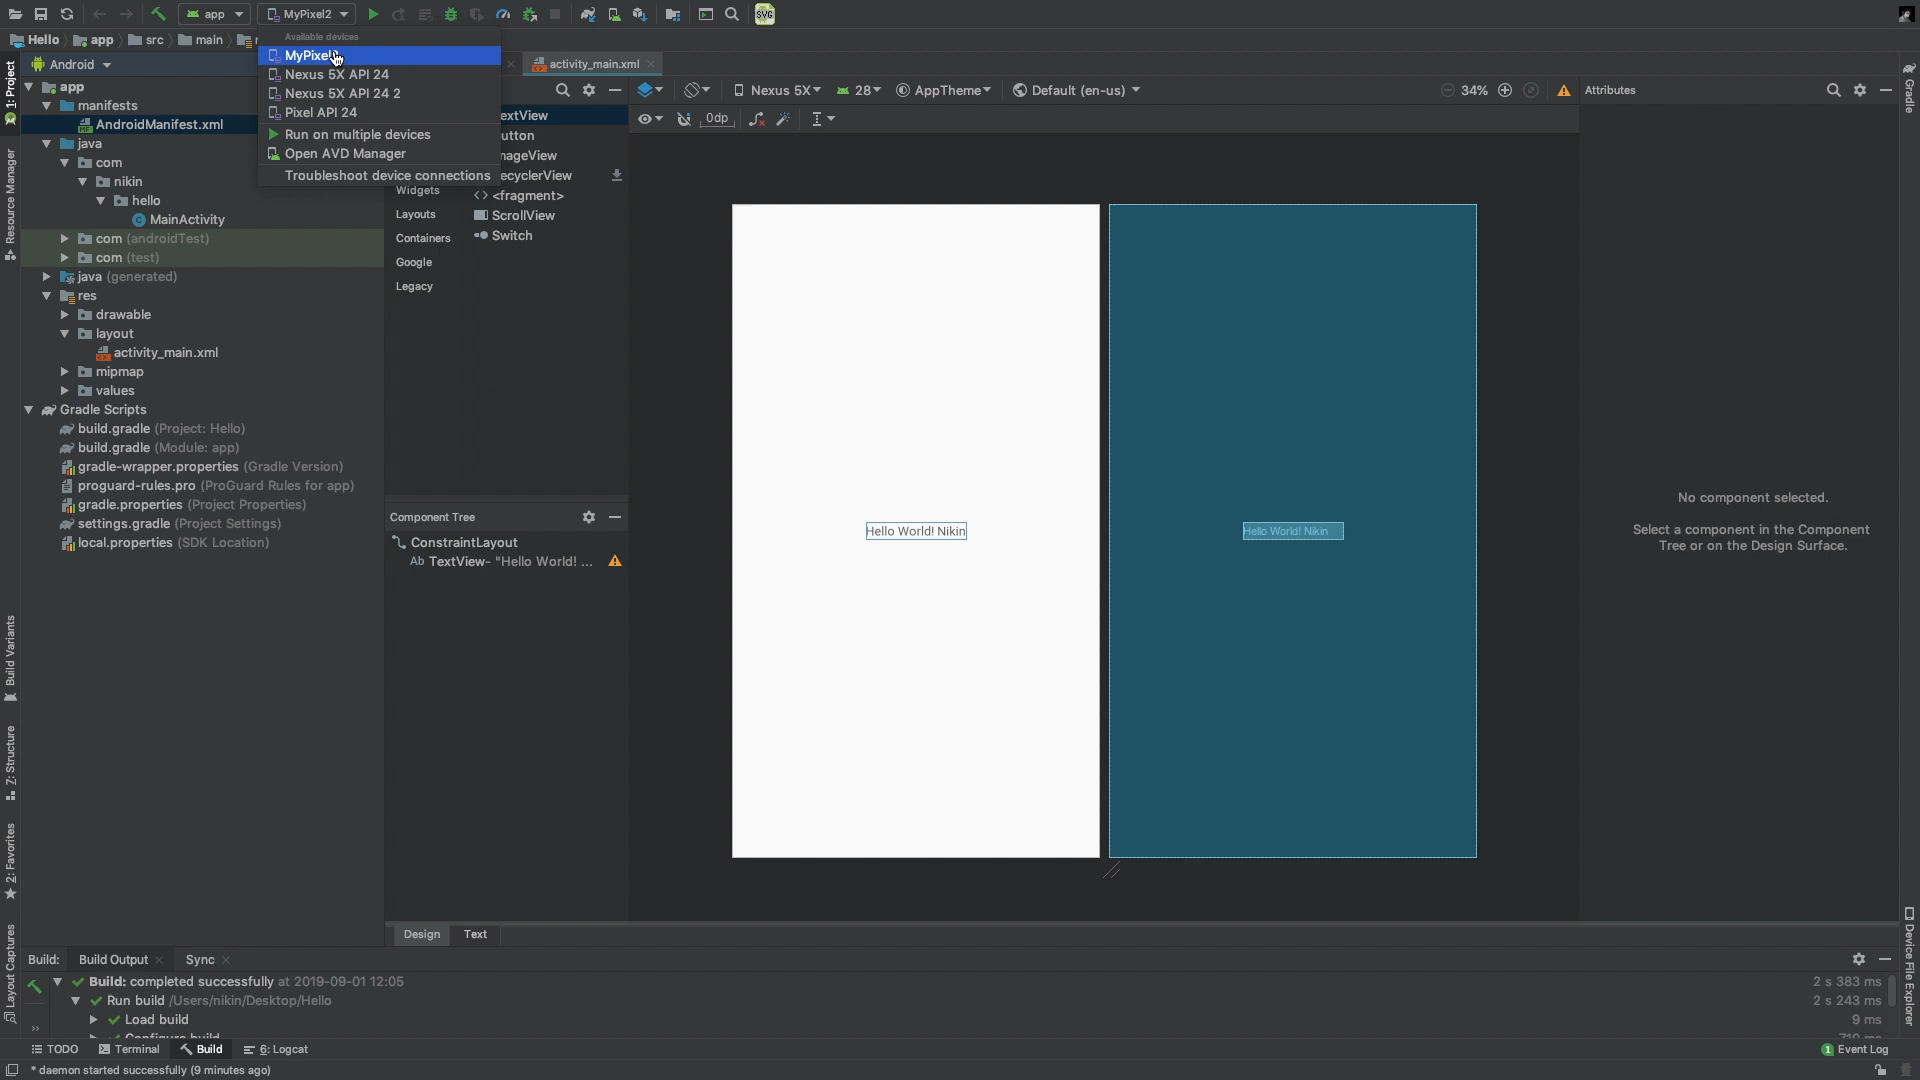 app
MyPixel2
SVG
Hello
app
src
main
Available devices
MyPixel2
Nexus 5X API 24
Nexus 5X API 24 2
Pixel API 24
Run on multiple devices
Open AVD Manager
Troubleshoot device connections
Android
app
manifests
AndroidManifest.xml
java
com
nikin
hello
MainActivity
com (androidTest)
com (test)
java (generated)
res
drawable
layout
activity_main.xml
mipmap
values
Gradle Scripts
build.gradle (Project: Hello)
build.gradle (Module: app)
gradle-wrapper.properties (Gradle Version)
proguard-rules.pro (ProGuard Rules for app)
gradle.properties (Project Properties)
settings.gradle (Project Settings)
local.properties (SDK Location)
1: Project
Resource Manager
Build Variants
7: Structure
2: Favorites
Layout Captures
activity_main.xml
extView
utton
nageView
ecyclerView
<fragment>
ScrollView
Switch
Widgets
Layouts
Containers
Google
Legacy
Component Tree
ConstraintLayout
Ab TextView- "Hello World! ...
Nexus 5X
28
AppTheme
Default (en-us)
34%
0dp
Hello World! Nikin
Hello World! Nikin
Attributes
No component selected.
Select a component in the Component
Tree or on the Design Surface.
Gradle
Device File Explorer
Design
Text
Build:
Build Output
Sync
Build: completed successfully at 2019-09-01 12:05
2 s 383 ms
Run build /Users/nikin/Desktop/Hello
2 s 243 ms
Load build
9 ms
Configure build
710 ms
TODO
Terminal
Build
6: Logcat
1 Event Log
* daemon started successfully (9 minutes ago)